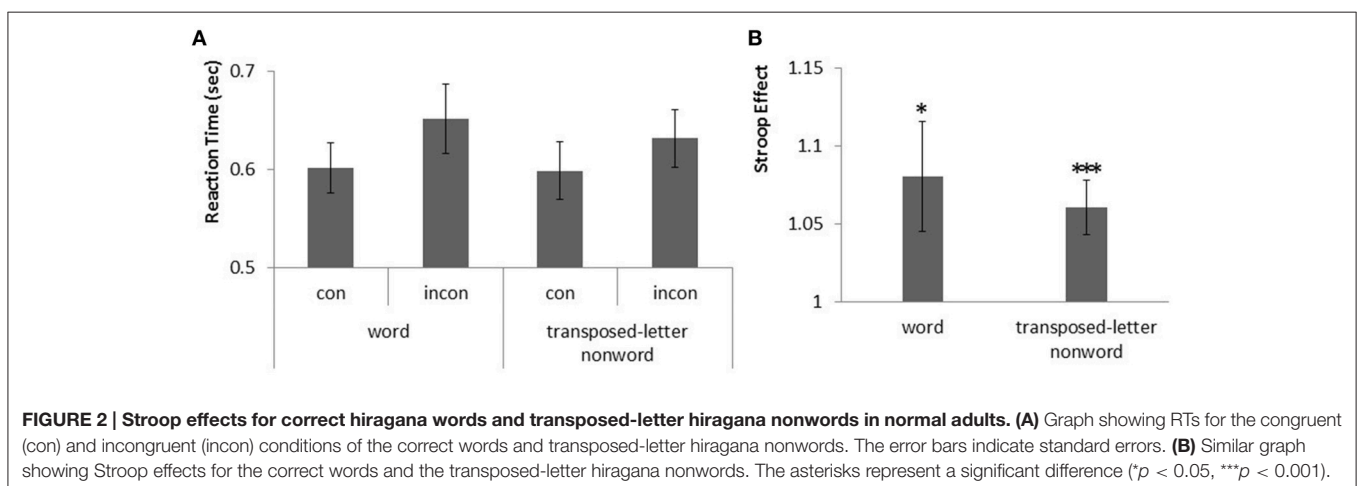 A
Reaction Time (sec)
0.7
0.6
0.5
con
incon
con
incon
word
transposed-letter
nonword
B
Stroop Effect
1.15
1.1
1.05
1
*
***
word
transposed-letter
nonword
FIGURE 2 | Stroop effects for correct hiragana words and transposed-letter hiragana nonwords in normal adults. (A) Graph showing RTs for the congruent
(con) and incongruent (incon) conditions of the correct words and transposed-letter hiragana nonwords. The error bars indicate standard errors. (B) Similar graph
showing Stroop effects for the correct words and the transposed-letter hiragana nonwords. The asterisks represent a significant difference (*p < 0.05, ***p < 0.001).